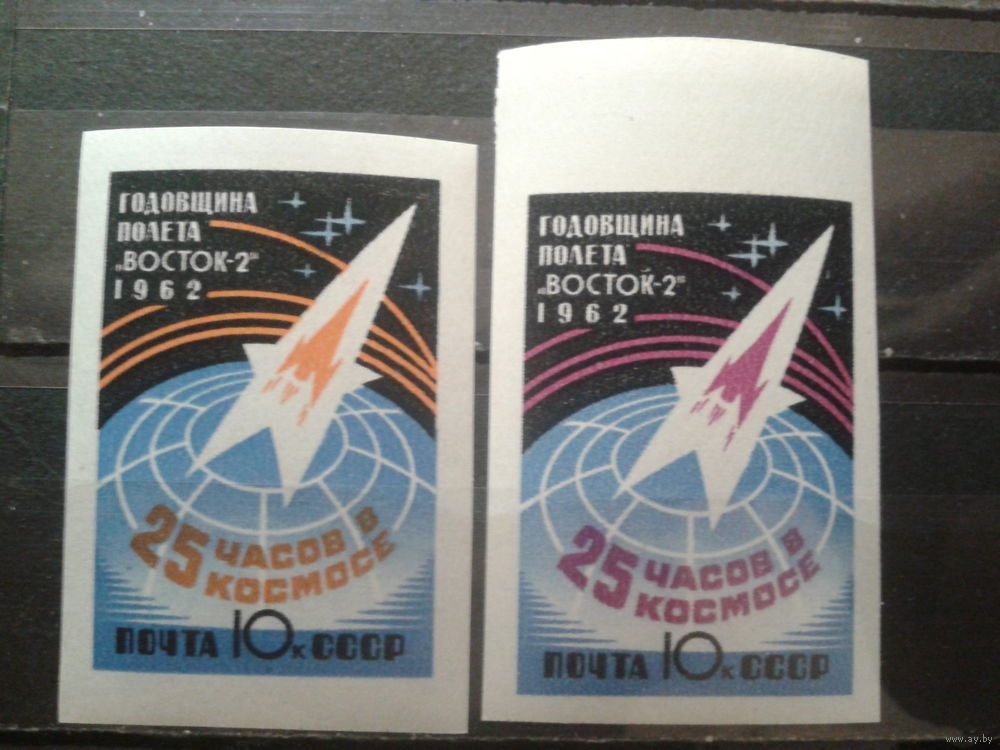 ГОДОВЩИНА
ПОЛЕТА
„ВОСТОК-2"
1962
25 ЧАСОВ В
КОСМОСЕ
ПОЧТА 10к СССР
ГОДОВЩИНА
ПОЛЕТА
„ВОСТОК-2"
1962
25 ЧАСОВ В
КОСМОСЕ
ПОЧТА 10к СССР
www.ay.by